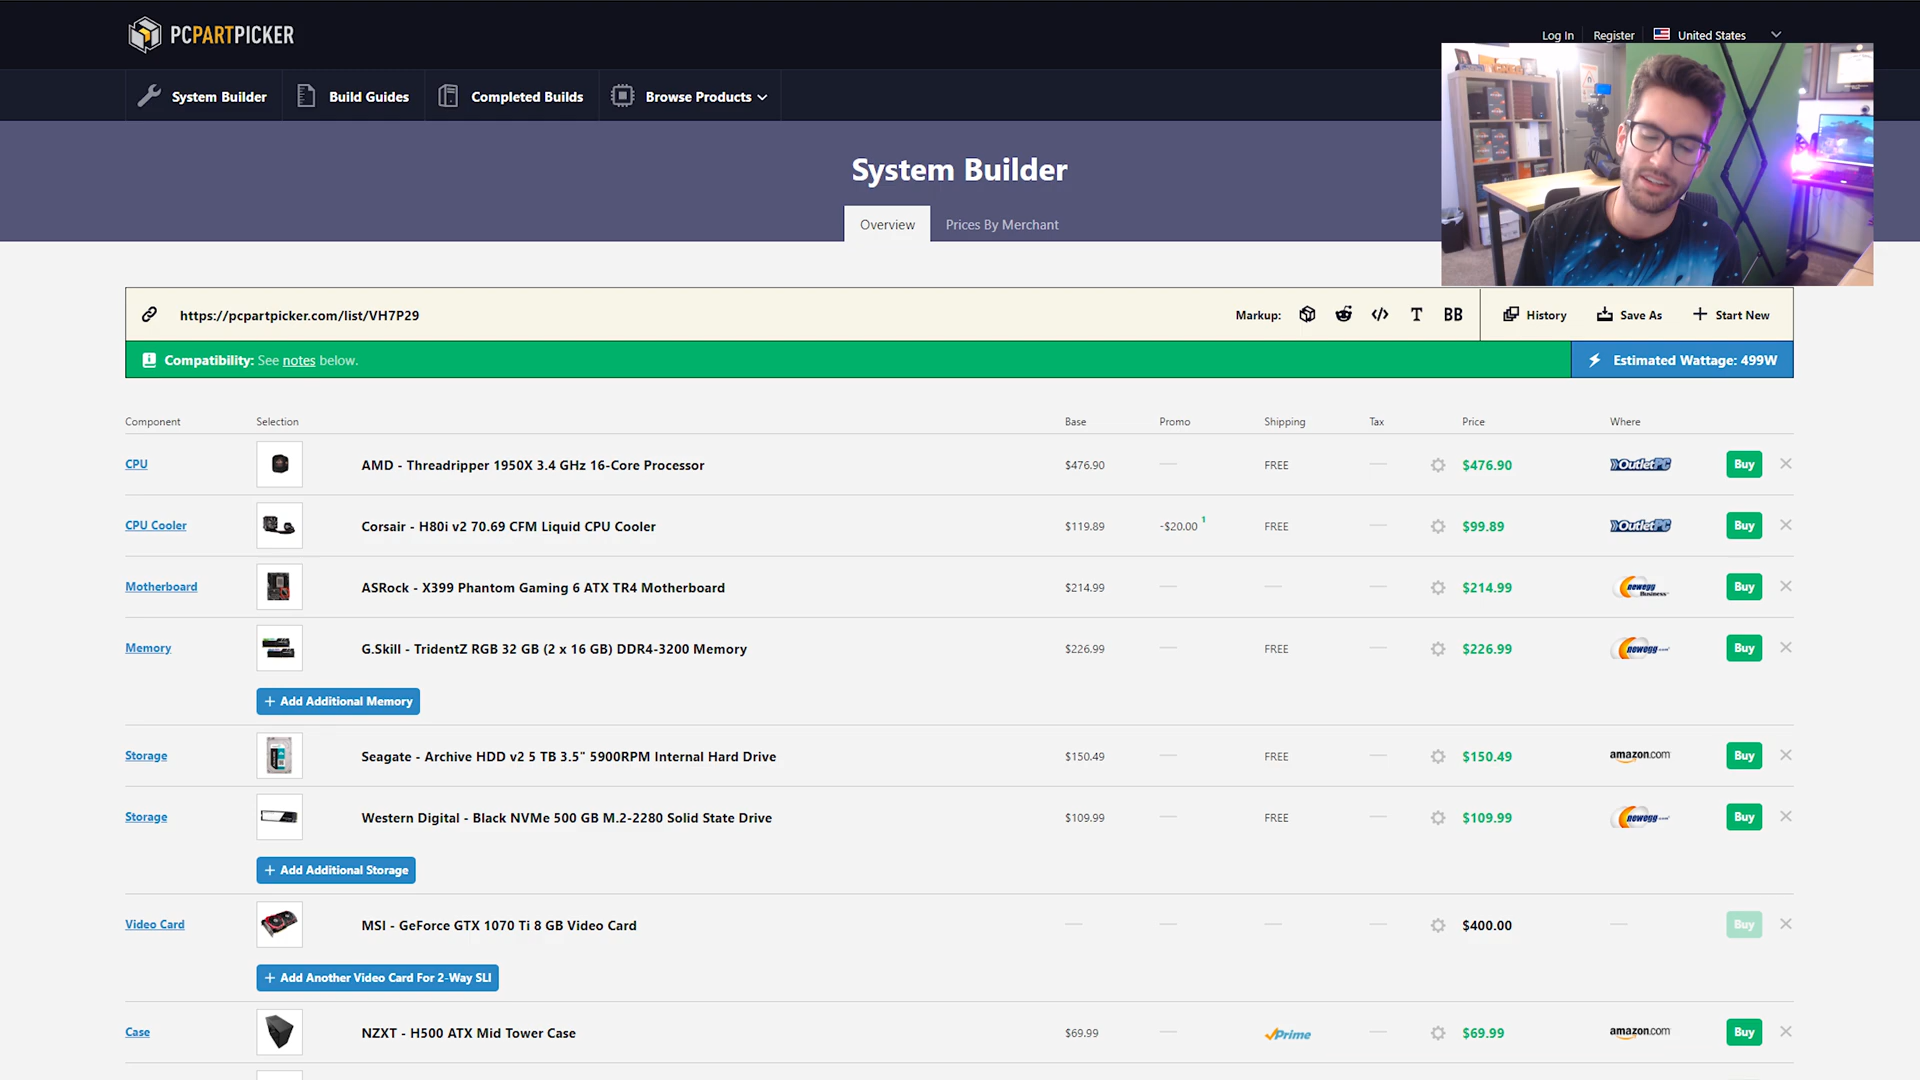 PCPARTPICKER
Log In Register United States
System Builder Build Guides Completed Builds Browse Products
System Builder
Overview Prices By Merchant
https://pcpartpicker.com/list/VH7P29 Markup: T BB History Save As + Start New
Compatibility: See notes below. Estimated Wattage: 499W
Component Selection Base Promo Shipping Tax Price Where
CPU AMD - Threadripper 1950X 3.4 GHz 16-Core Processor $476.90 — FREE — $476.90 OutletPC Buy
CPU Cooler Corsair - H80i v2 70.69 CFM Liquid CPU Cooler $119.89 -$20.00 1 FREE — $99.89 OutletPC Buy
Motherboard ASRock - X399 Phantom Gaming 6 ATX TR4 Motherboard $214.99 — — — $214.99 newegg Business Buy
Memory G.Skill - TridentZ RGB 32 GB (2 x 16 GB) DDR4-3200 Memory $226.99 — FREE — $226.99 newegg.com Buy
+ Add Additional Memory
Storage Seagate - Archive HDD v2 5 TB 3.5" 5900RPM Internal Hard Drive $150.49 — FREE — $150.49 amazon.com Buy
Storage Western Digital - Black NVMe 500 GB M.2-2280 Solid State Drive $109.99 — FREE — $109.99 newegg.com Buy
+ Add Additional Storage
Video Card MSI - GeForce GTX 1070 Ti 8 GB Video Card — — — — $400.00 — Buy
+ Add Another Video Card For 2-Way SLI
Case NZXT - H500 ATX Mid Tower Case $69.99 — Prime — $69.99 amazon.com Buy